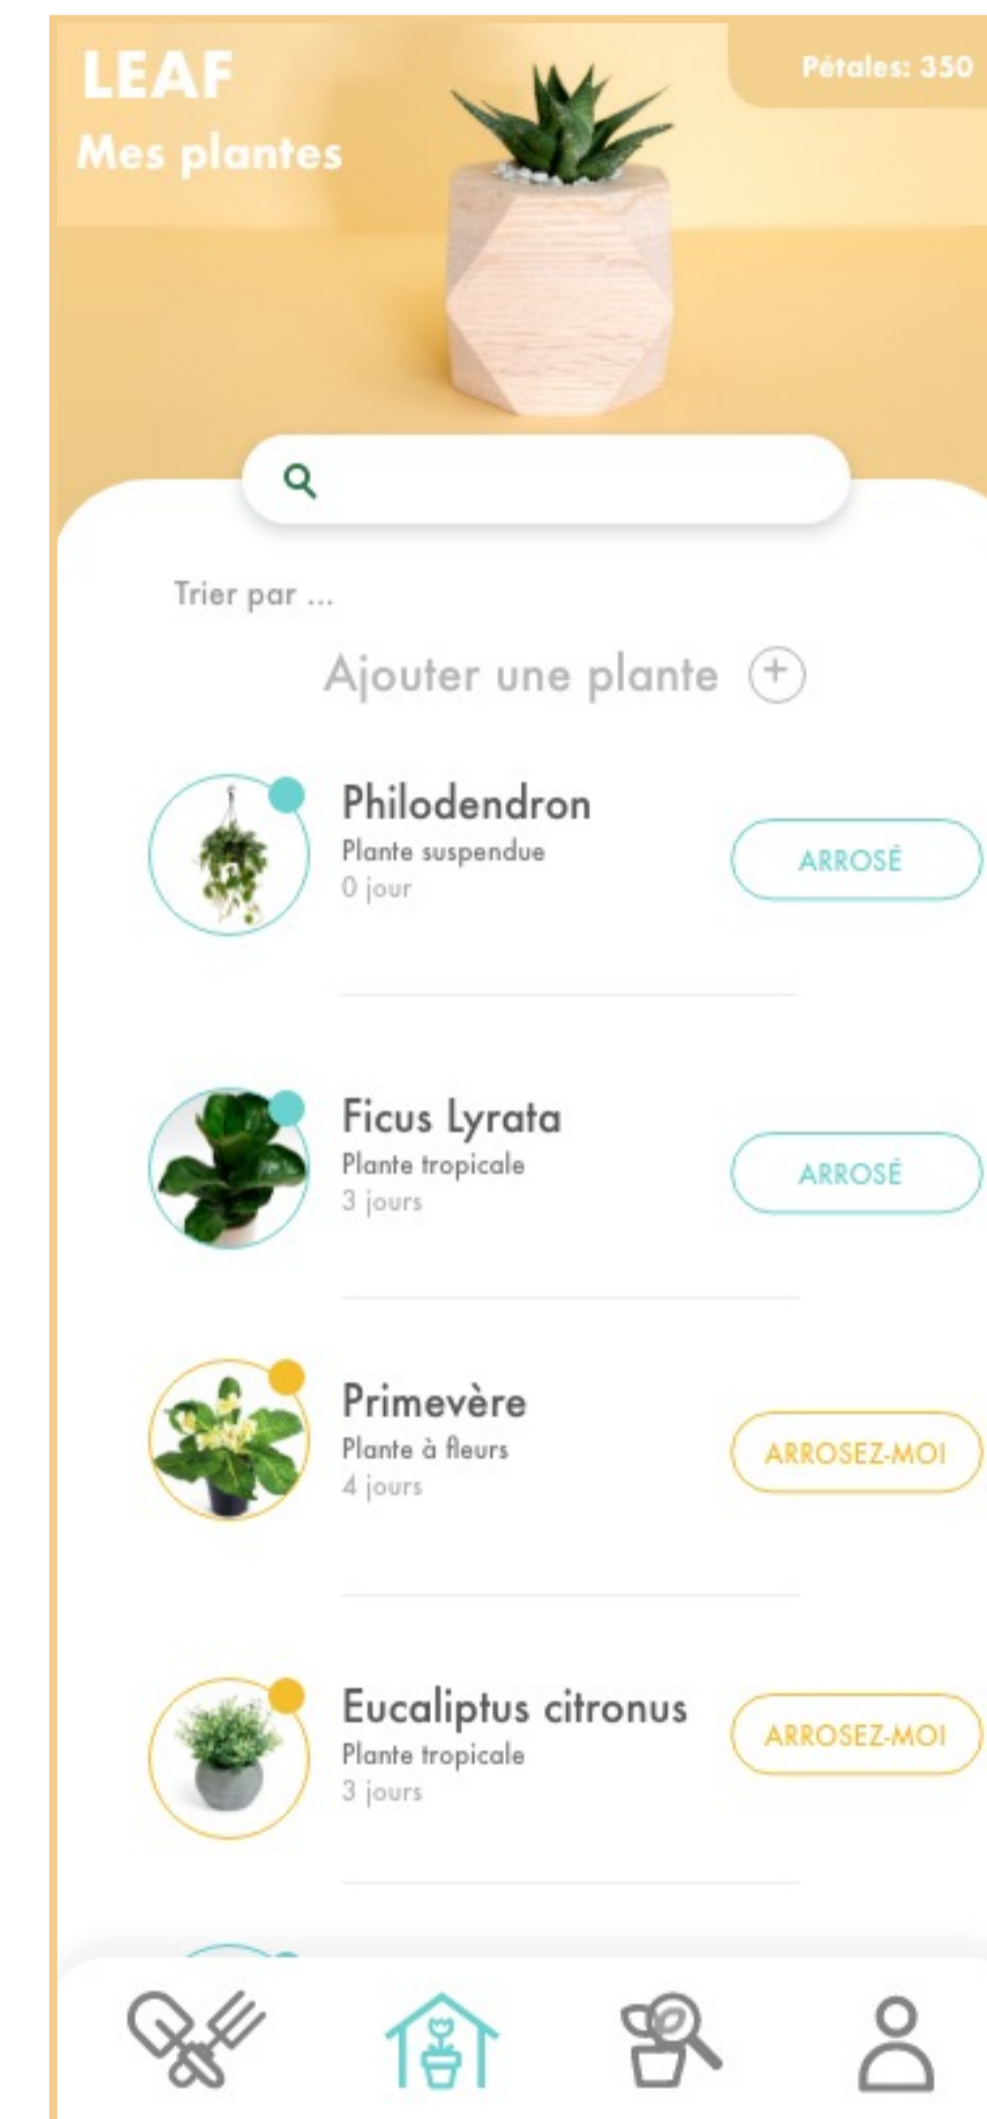 LEAF
Pétales: 350
Mes plantes
Trier par ...
Ajouter une plante
Philodendron
Plante suspendue
0 jour
ARROSÉ
Ficus Lyrata
Plante tropicale
3 jours
ARROSÉ
Primevère
Plante à fleurs
4 jours
ARROSEZ-MOI
Eucaliptus citronus
Plante tropicale
3 jours
ARROSEZ-MOI